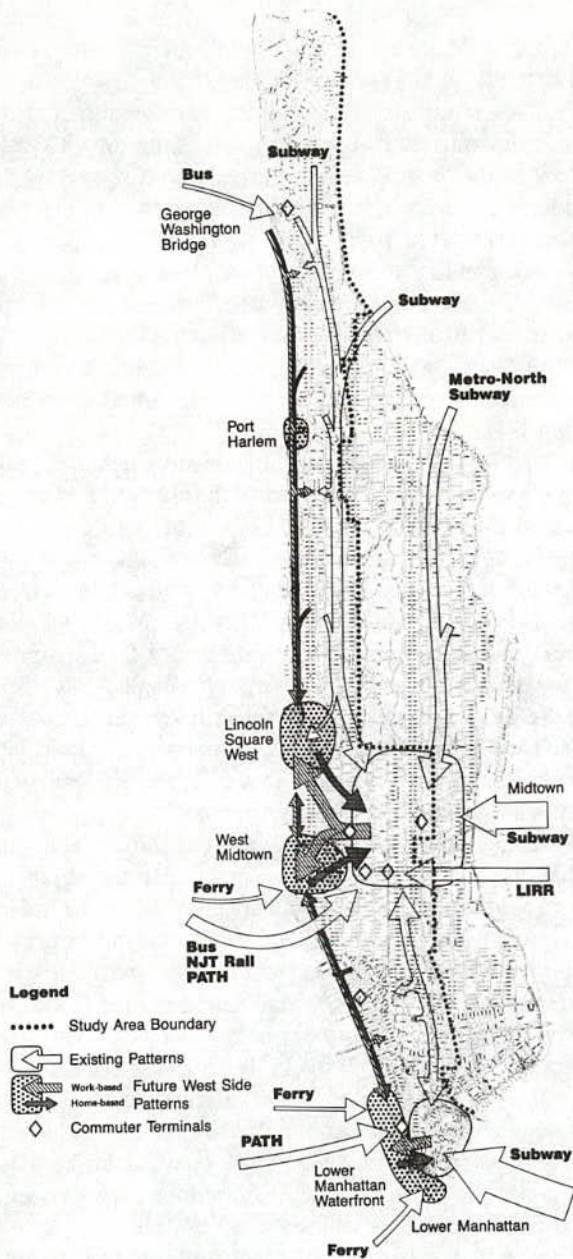 Subway
Bus
George
Washington
Bridge
Subway
Metro-North
Subway
Port
Harlem
Lincoln
Square
West
Midtown
Subway
West
Midtown
Ferry
LIRR
Bus
NJT Rail
PATH
Legend
Study Area Boundary
Existing Patterns
Work-based Future West Side
Home-based Patterns
Commuter Terminals
Ferry
PATH
Subway
Lower
Manhattan
Waterfront
Lower Manhattan
Ferry